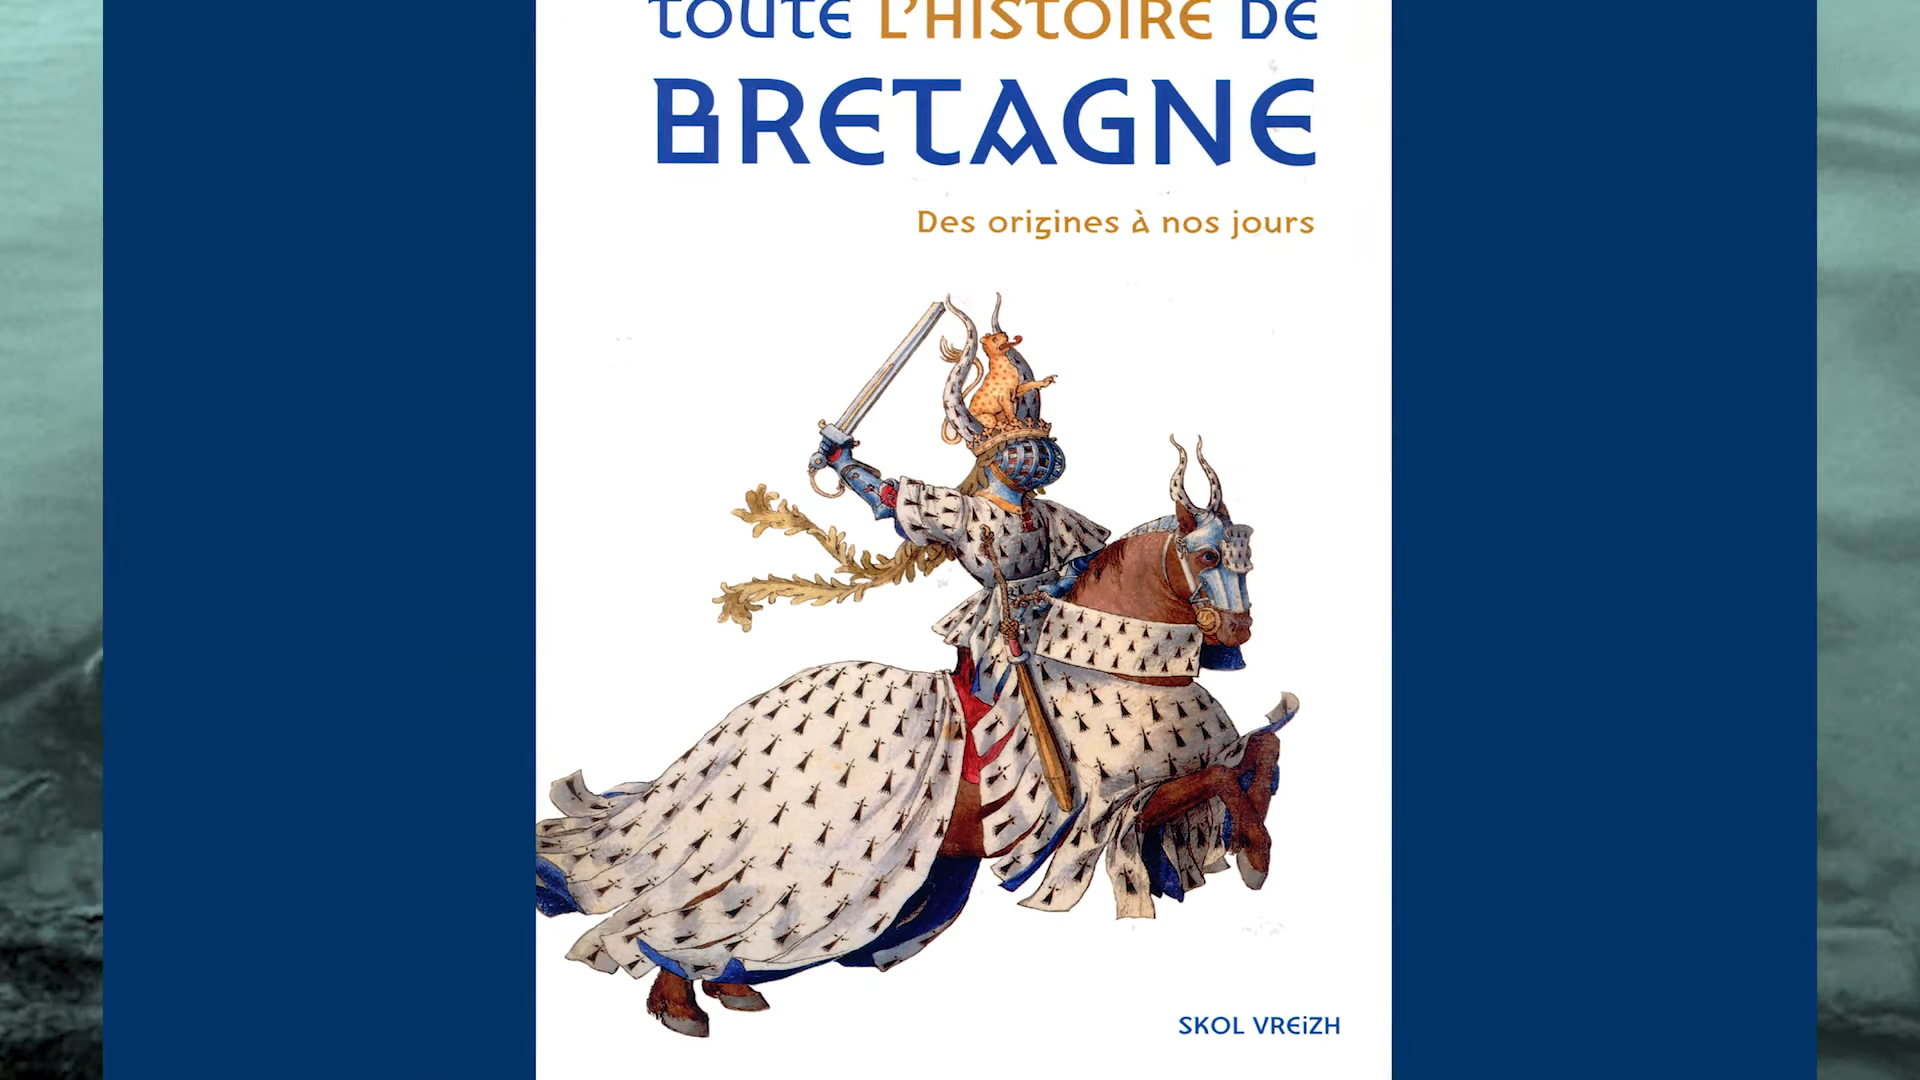 TOUTE L'HISTOIRE DE
BRETAGNE
Des origines à nos jours
SKOL VREiZH